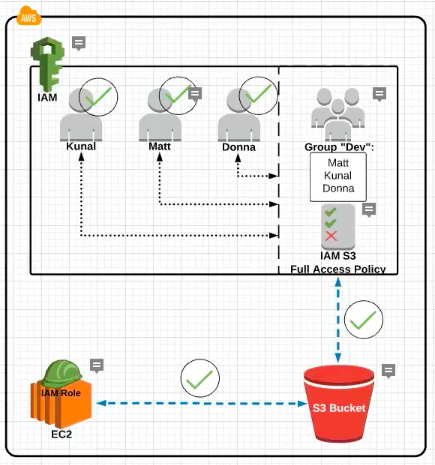 AWS
IAM
Kunal
Matt
Donna
Group "Dev":
Matt
Kunal
Donna
IAM S3
Full Access Policy
IAM Role
EC2
S3 Bucket